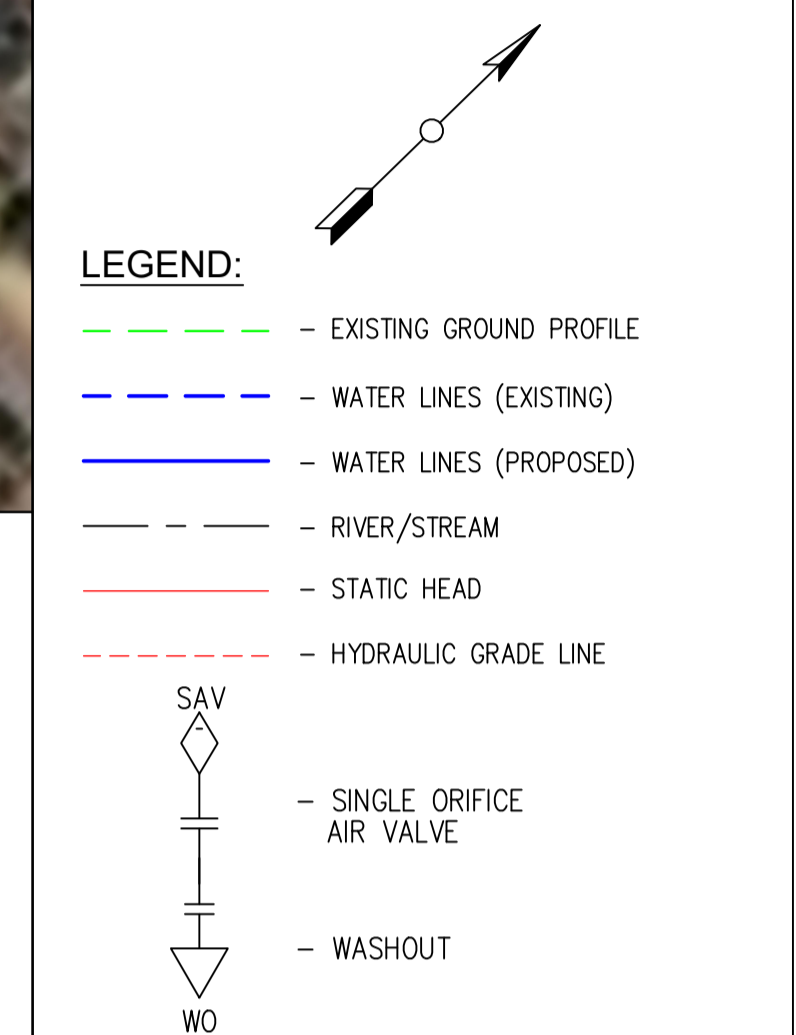 LEGEND:
- EXISTING GROUND PROFILE
- WATER LINES (EXISTING)
- WATER LINES (PROPOSED)
- RIVER/STREAM
- STATIC HEAD
- HYDRAULIC GRADE LINE
SAV
- SINGLE ORIFICE
AIR VALVE
- WASHOUT
WO